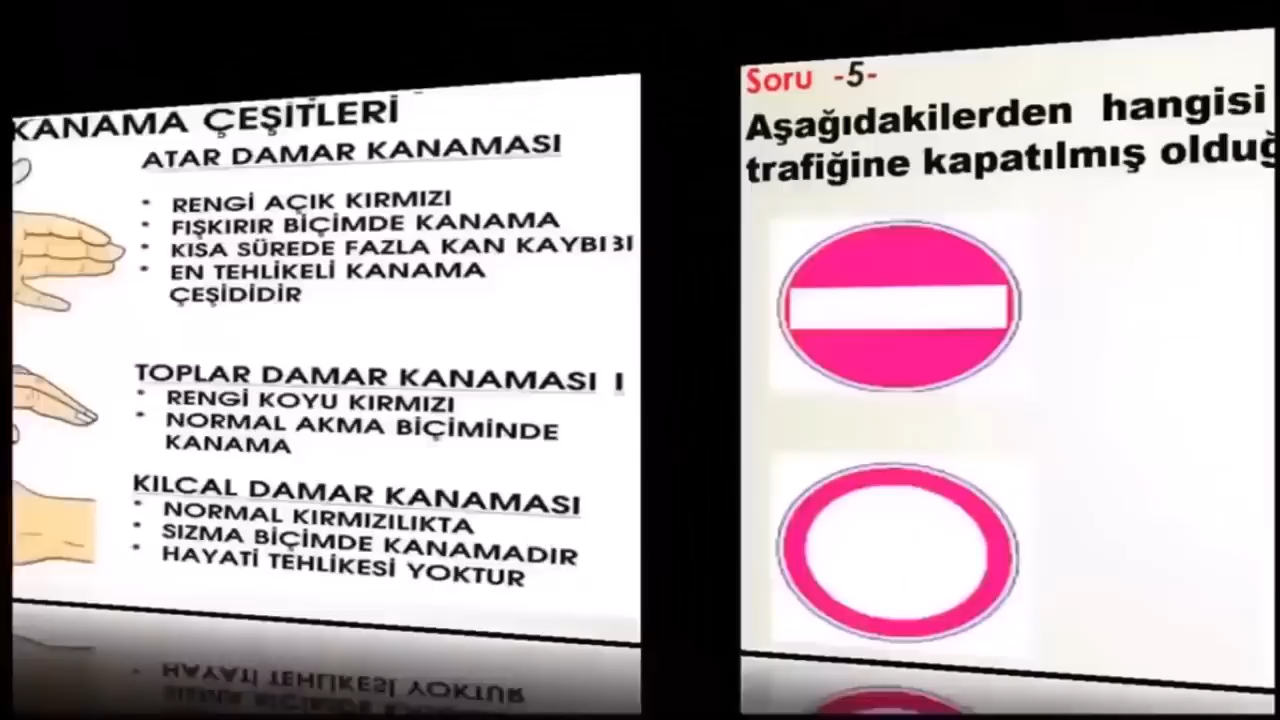 KANAMA ÇEŞİTLERİ
ATAR DAMAR KANAMASI
• RENGİ AÇIK KIRMIZI
• FIŞKIRIR BİÇİMDE KANAMA
• KISA SÜREDE FAZLA KAN KAYBI
• EN TEHLİKELİ KANAMA
ÇEŞİDİDİR
TOPLAR DAMAR KANAMASI
• RENGİ KOYU KIRMIZI
• NORMAL AKMA BİÇİMİNDE
KANAMA
KILCAL DAMAR KANAMASI
• NORMAL KIRMIZILIKTA
• SIZMA BİÇİMDE KANAMADIR
• HAYATİ TEHLİKESİ YOKTUR
Soru -5-
Aşağıdakilerden hangisi
trafiğine kapatılmış